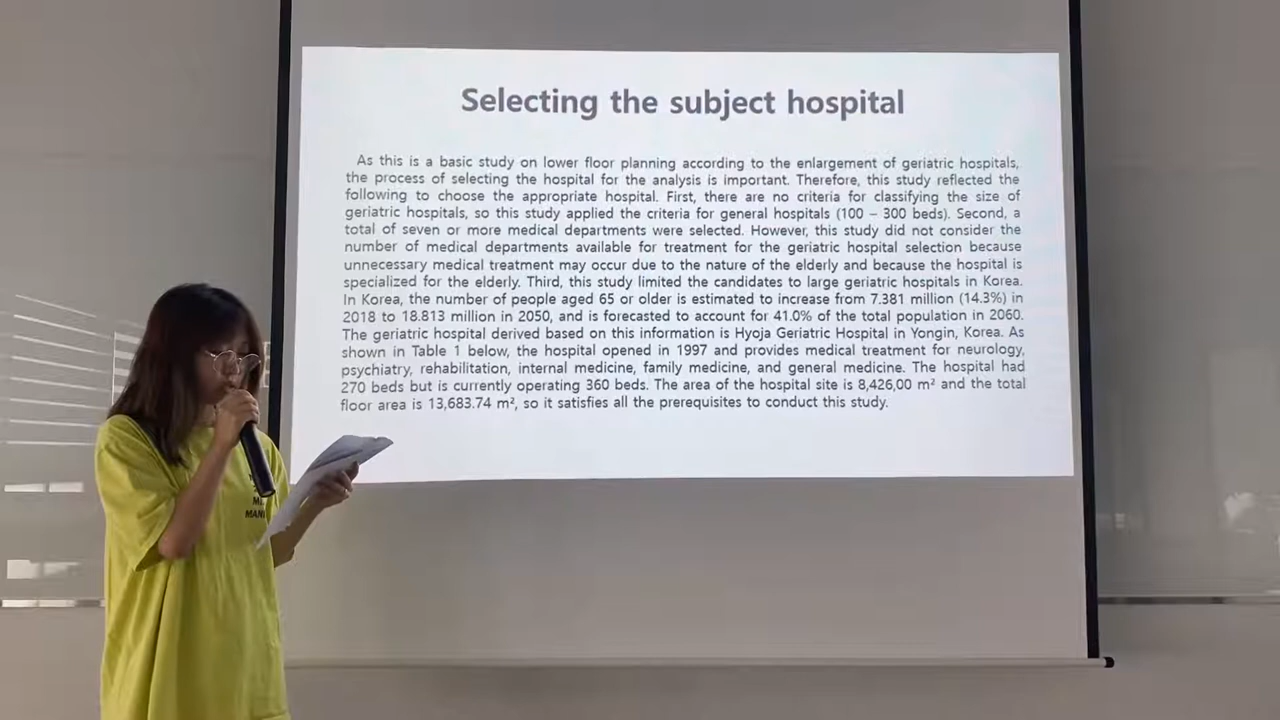 Selecting the subject hospital
As this is a basic study on lower floor planning according to the enlargement of geriatric hospitals,
the process of selecting the hospital for the analysis is important. Therefore, this study reflected the
following to choose the appropriate hospital. First, there are no criteria for classifying the size of
geriatric hospitals, so this study applied the criteria for general hospitals (100 – 300 beds). Second, a
total of seven or more medical departments were selected. However, this study did not consider the
number of medical departments available for treatment for the geriatric hospital selection because
unnecessary medical treatment may occur due to the nature of the elderly and because the hospital is
specialized for the elderly. Third, this study limited the candidates to large geriatric hospitals in Korea.
In Korea, the number of people aged 65 or older is estimated to increase from 7.381 million (14.3%) in
2018 to 18.813 million in 2050, and is forecasted to account for 41.0% of the total population in 2060.
The geriatric hospital derived based on this information is Hyoja Geriatric Hospital in Yongin, Korea. As
shown in Table 1 below, the hospital opened in 1997 and provides medical treatment for neurology,
psychiatry, rehabilitation, internal medicine, family medicine, and general medicine. The hospital had
270 beds but is currently operating 360 beds. The area of the hospital site is 8,426,00 m² and the total
floor area is 13,683.74 m², so it satisfies all the prerequisites to conduct this study.